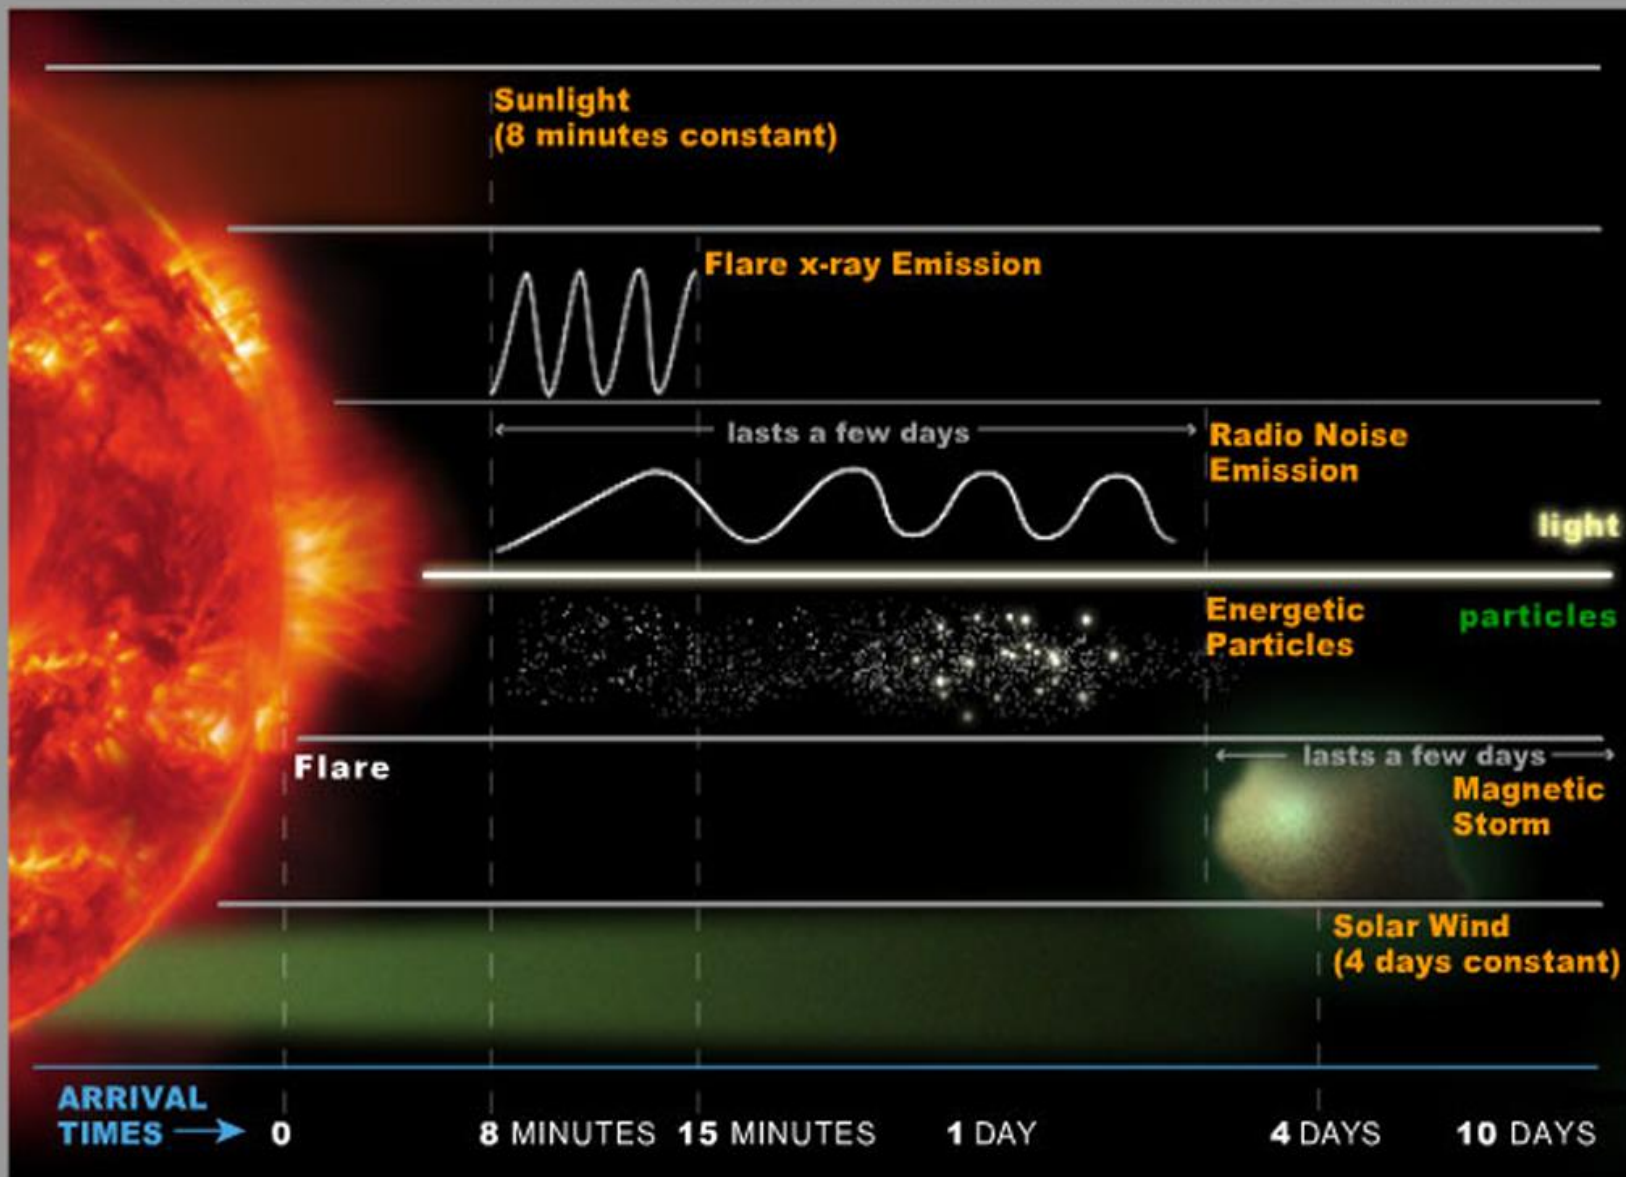 Sunlight
(8 minutes constant)
Flare x-ray Emission
lasts a few days
Radio Noise
Emission
light
particles
Energetic
Particles
Flare
lasts a few days
Magnetic
Storm
Solar Wind
(4 days constant)
ARRIVAL
TIMES
0
8 MINUTES
15 MINUTES
1 DAY
4 DAYS
10 DAYS